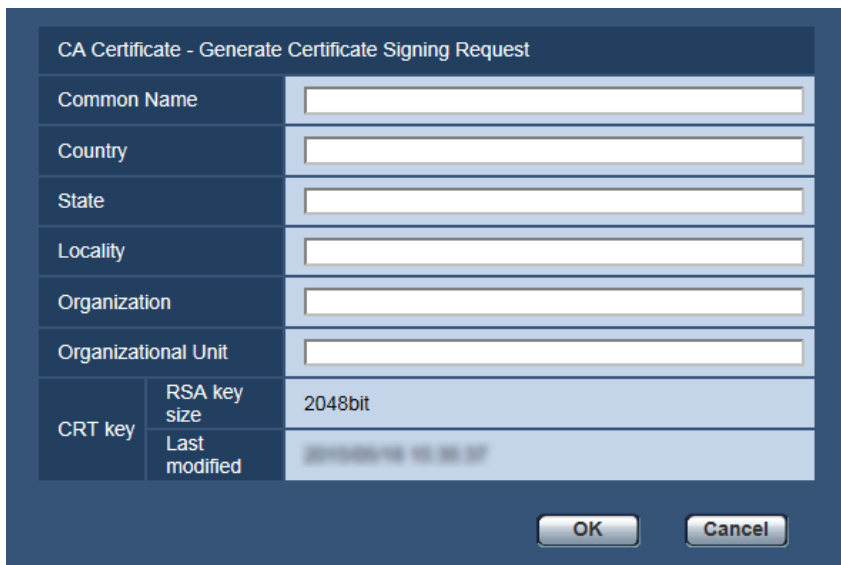 CA Certificate - Generate Certificate Signing Request
Common Name
Country
State
Locality
Organization
Organizational Unit
CRT key
RSA key
size
2048bit
Last
modified
OK
Cancel